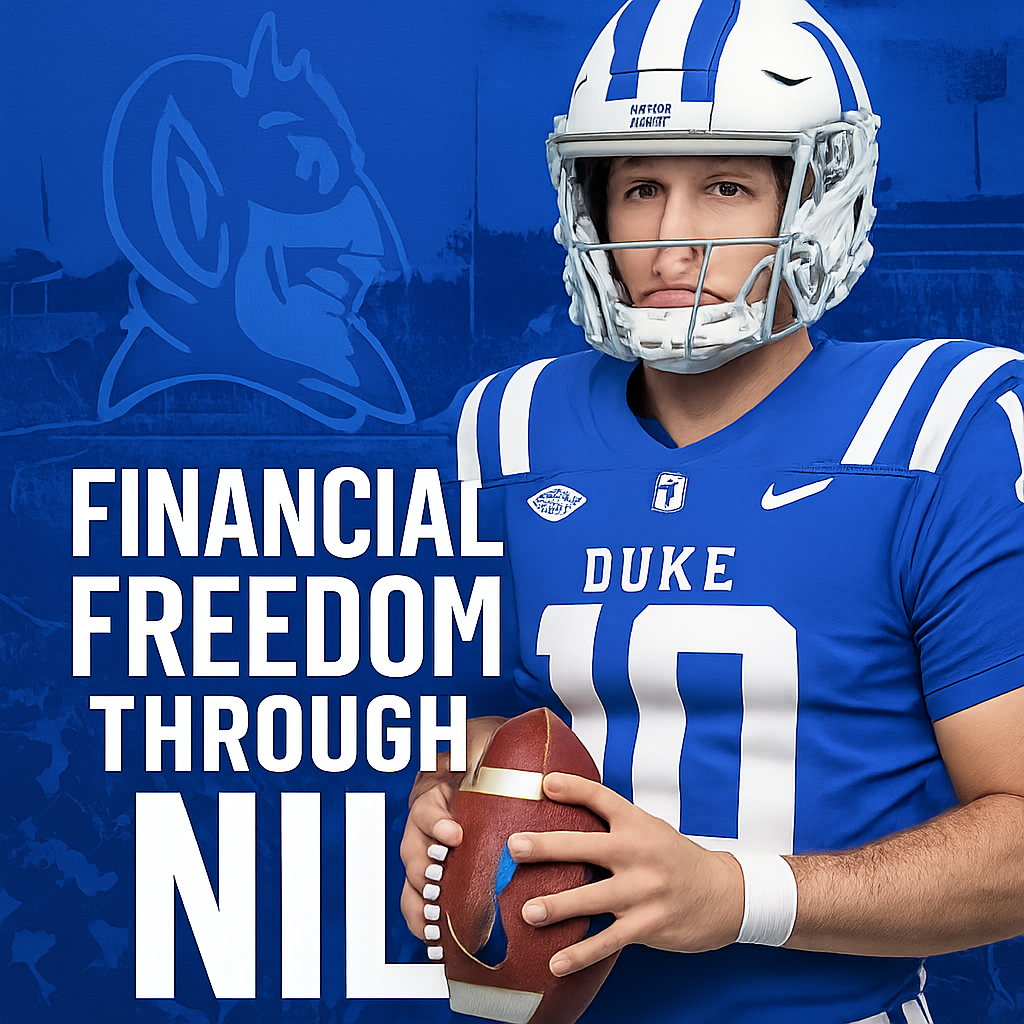 FINANCIAL
FREEDOM
THROUGH
NIL
DUKE
10